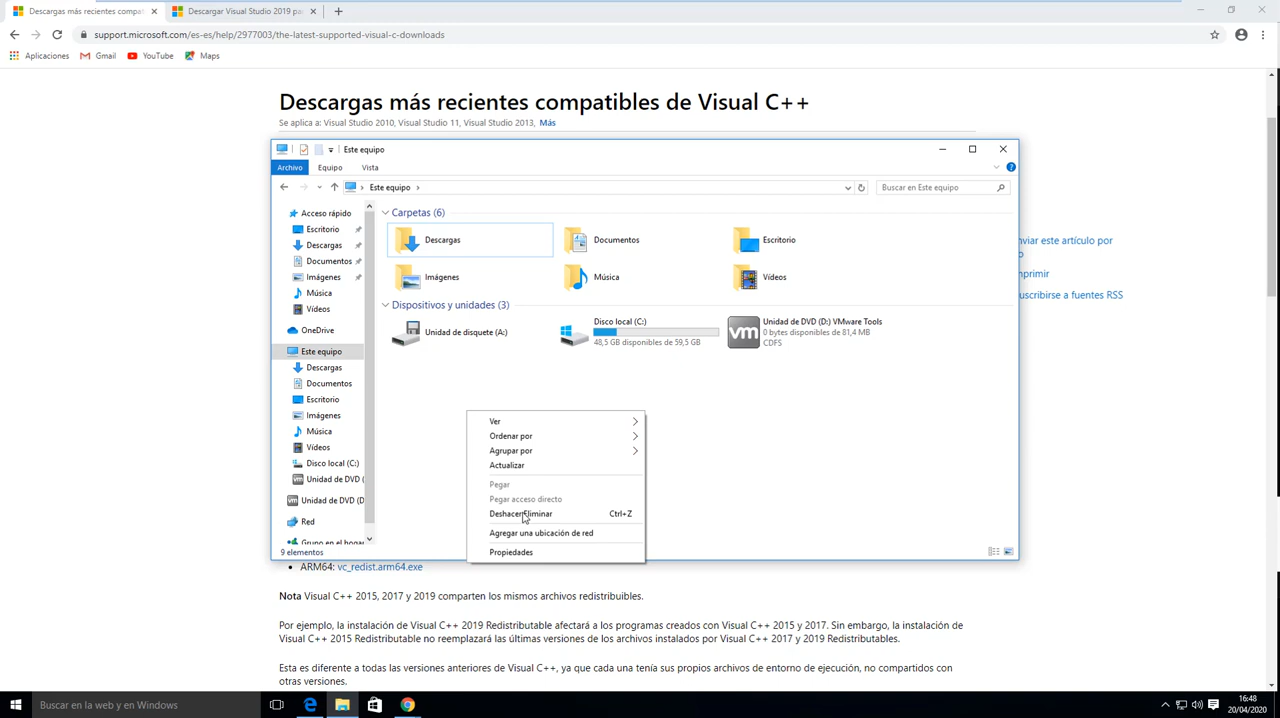 Descargas más recientes compat
Descargar Visual Studio 2019 pa
support.microsoft.com/es-es/help/2977003/the-latest-supported-visual-c-downloads
Aplicaciones
Gmail
YouTube
Maps
Descargas más recientes compatibles de Visual C++
Se aplica a: Visual Studio 2010, Visual Studio 11, Visual Studio 2013, Más
Este equipo
Archivo
Equipo
Vista
Este equipo
Buscar en Este equipo
Acceso rápido
Escritorio
Descargas
Documentos
Imágenes
Música
Vídeos
OneDrive
Este equipo
Descargas
Documentos
Escritorio
Imágenes
Música
Vídeos
Disco local (C:)
Unidad de DVD (
Unidad de DVD (D
Red
Grupo en el hogar
Carpetas (6)
Descargas
Documentos
Escritorio
Imágenes
Música
Vídeos
Dispositivos y unidades (3)
Unidad de disquete (A:)
Disco local (C:)
48,5 GB disponibles de 59,5 GB
Unidad de DVD (D:) VMware Tools
0 bytes disponibles de 81,4 MB
CDFS
vm
Ver
Ordenar por
Agrupar por
Actualizar
Pegar
Pegar acceso directo
Deshacer Eliminar Ctrl+Z
Agregar una ubicación de red
Propiedades
9 elementos
nviar este artículo por
o
mprimir
uscribirse a fuentes RSS
ARM64: vc_redist.arm64.exe
Nota Visual C++ 2015, 2017 y 2019 comparten los mismos archivos redistribuibles.
Por ejemplo, la instalación de Visual C++ 2019 Redistributable afectará a los programas creados con Visual C++ 2015 y 2017. Sin embargo, la instalación de
Visual C++ 2015 Redistributable no reemplazará las últimas versiones de los archivos instalados por Visual C++ 2017 y 2019 Redistributables.
Esta es diferente a todas las versiones anteriores de Visual C++, ya que cada una tenía sus propios archivos de entorno de ejecución, no compartidos con
otras versiones.
Buscar en la web y en Windows
16:48
20/04/2020